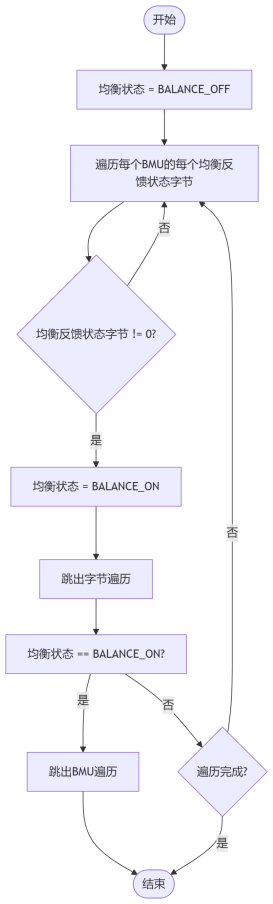 开始
均衡状态 = BALANCE_OFF
遍历每个BMU的每个均衡反
馈状态字节
否
均衡反馈状态字节 != 0?
是
均衡状态 = BALANCE_ON
否
跳出字节遍历
均衡状态 == BALANCE_ON?
是
否
跳出BMU遍历
遍历完成?
是
结束